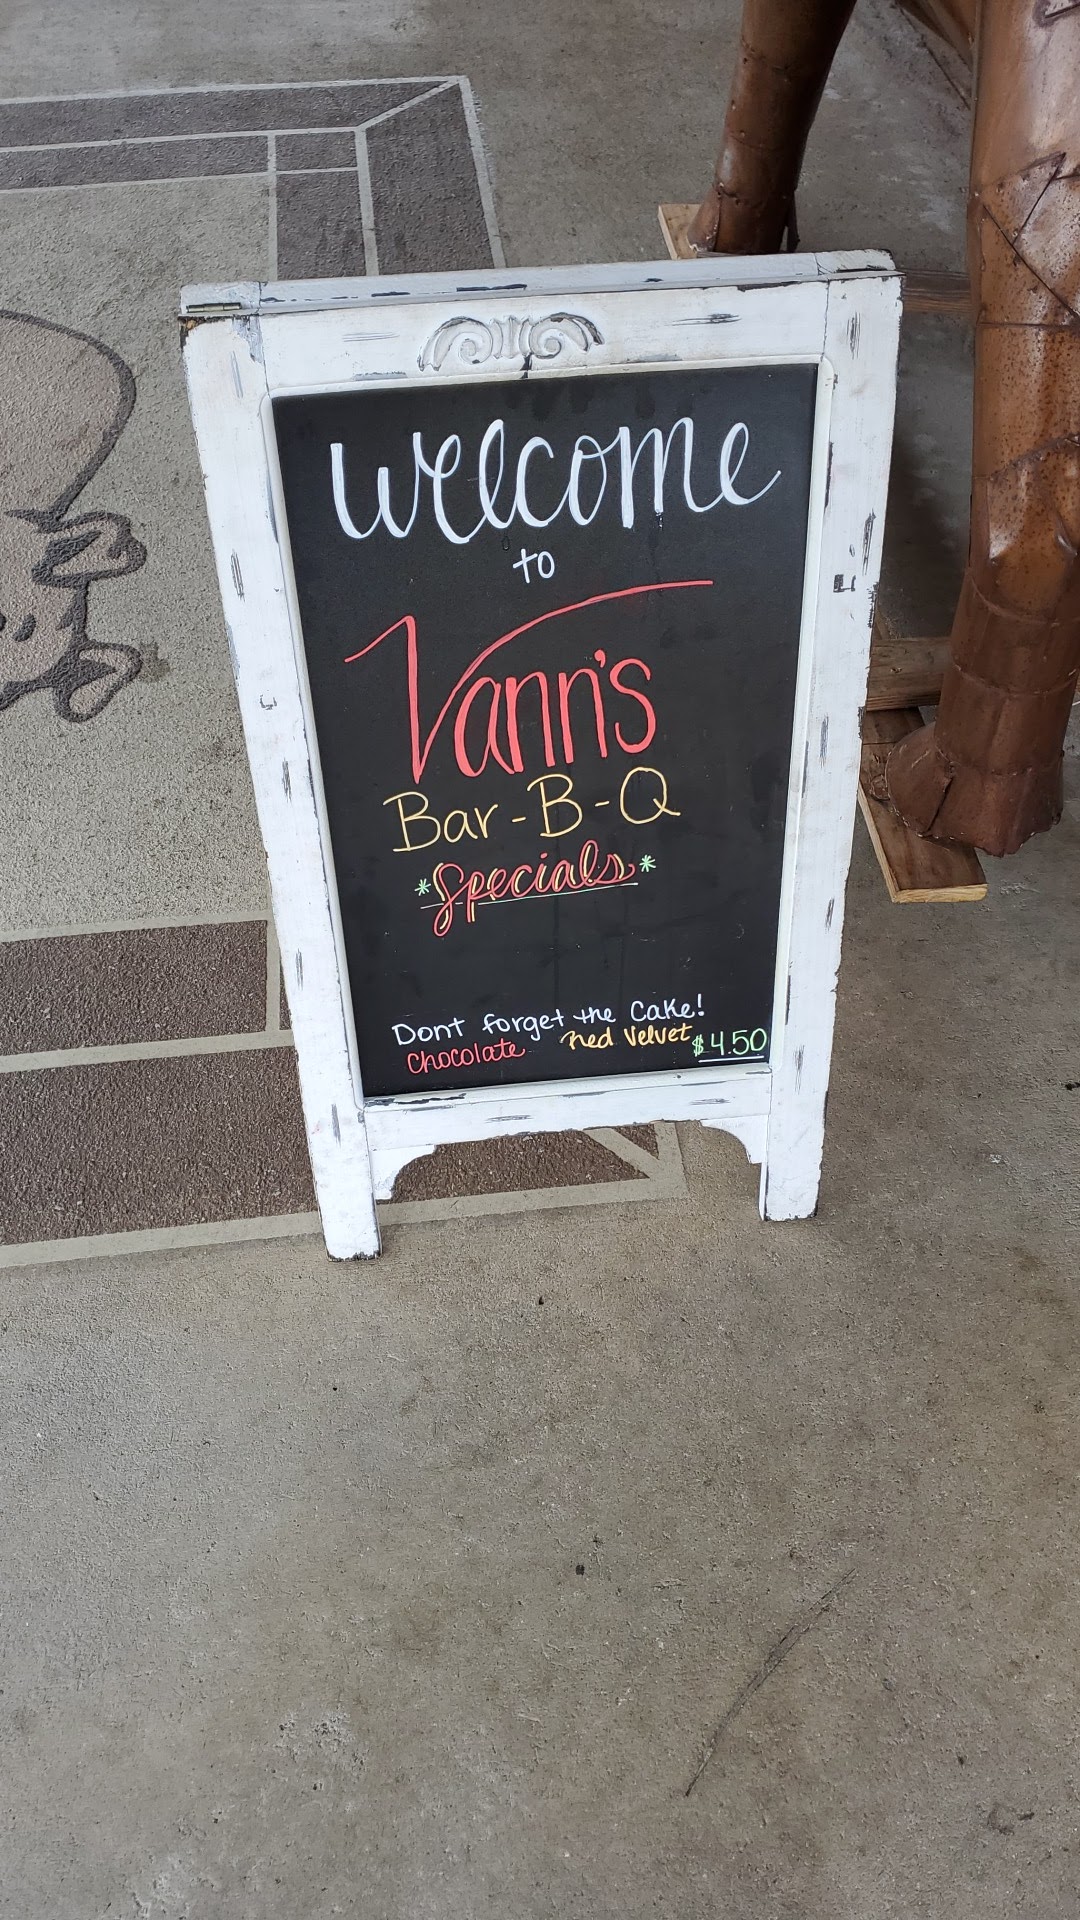 Welcome
to
Vann's
Bar-B-Q
*Specials*
Dont forget the Cake!
Chocolate Red Velvet $4.50